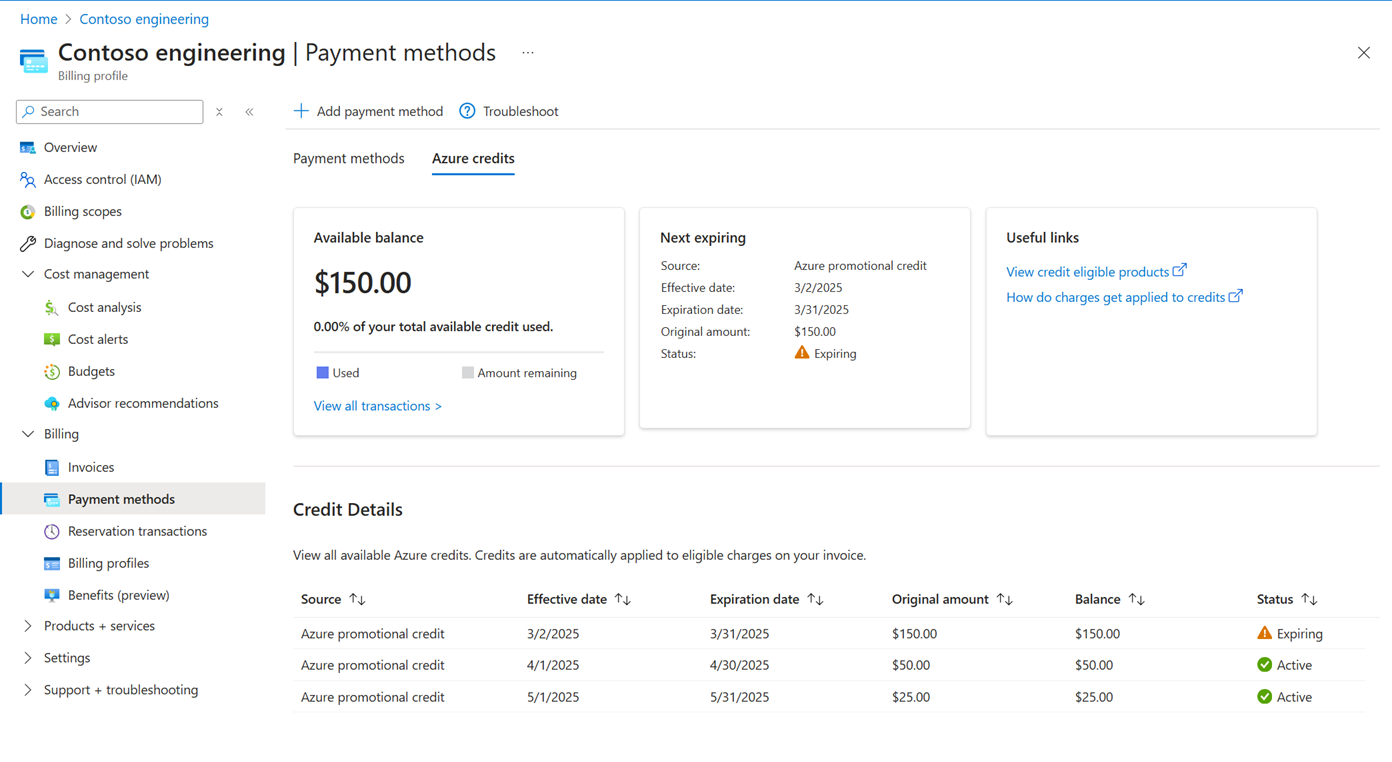 Home > Contoso engineering
Contoso engineering | Payment methods ...
Billing profile
Search
Add payment method Troubleshoot
Overview
Access control (IAM)
Billing scopes
Diagnose and solve problems
Cost management
Cost analysis
Cost alerts
Budgets
Advisor recommendations
Billing
Invoices
Payment methods
Reservation transactions
Billing profiles
Benefits (preview)
Products + services
Settings
Support + troubleshooting
Payment methods Azure credits
Available balance
$150.00
0.00% of your total available credit used.
Used Amount remaining
View all transactions >
Next expiring
Source: Azure promotional credit
Effective date: 3/2/2025
Expiration date: 3/31/2025
Original amount: $150.00
Status: Expiring
Useful links
View credit eligible products
How do charges get applied to credits
Credit Details
View all available Azure credits. Credits are automatically applied to eligible charges on your invoice.
Source Effective date Expiration date Original amount Balance Status
Azure promotional credit 3/2/2025 3/31/2025 $150.00 $150.00 Expiring
Azure promotional credit 4/1/2025 4/30/2025 $50.00 $50.00 Active
Azure promotional credit 5/1/2025 5/31/2025 $25.00 $25.00 Active